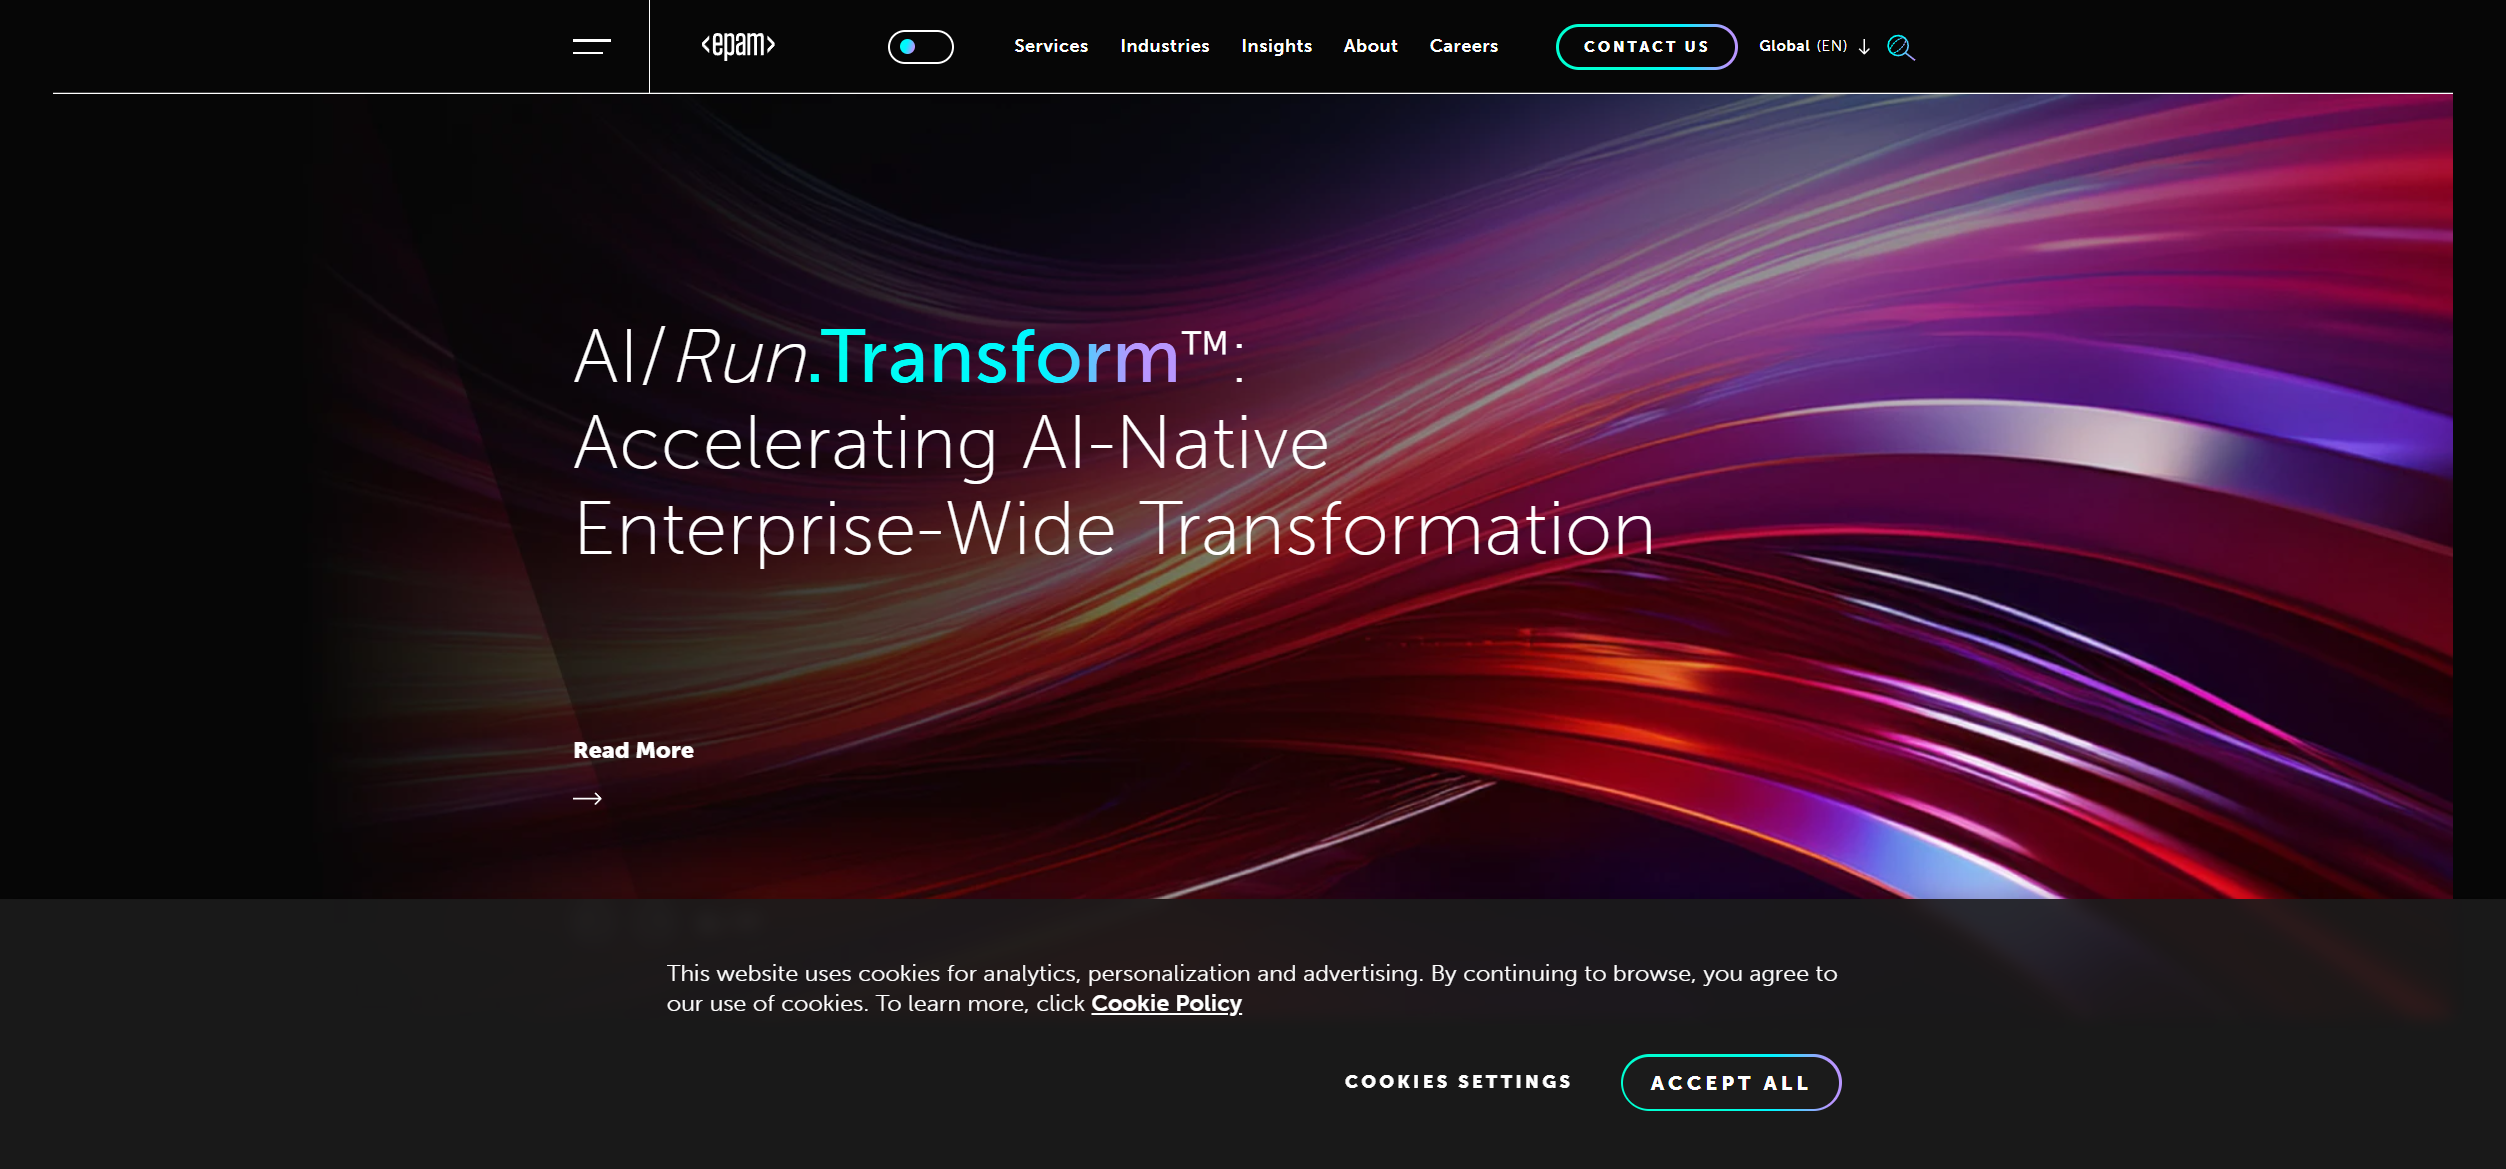 <epam>
Services
Industries
Insights
About
Careers
CONTACT US
Global (EN)
AI/Run.Transform™:
Accelerating AI-Native
Enterprise-Wide Transformation
Read More
This website uses cookies for analytics, personalization and advertising. By continuing to browse, you agree to
our use of cookies. To learn more, click Cookie Policy
COOKIES SETTINGS
ACCEPT ALL